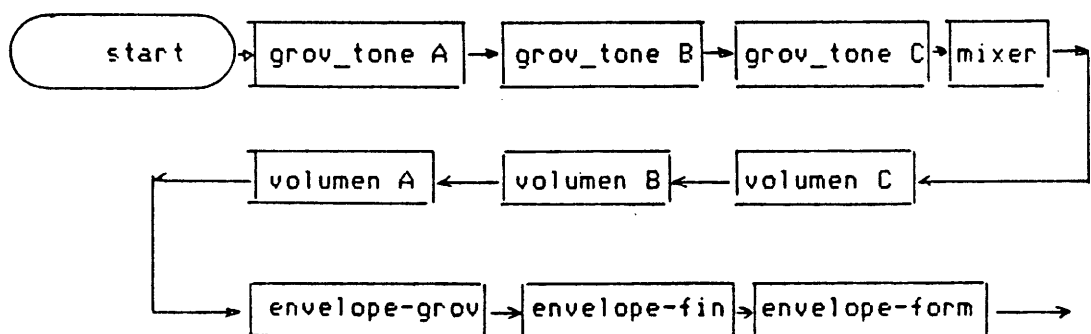 start grov_tone A grov_tone B grov_tone C mixer
volumen A volumen B volumen C
envelope-grov envelope-fin envelope-form